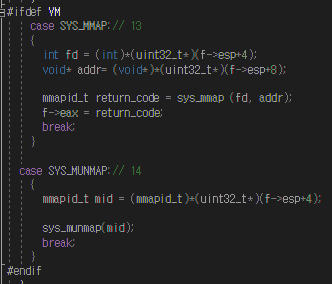 #ifdef VM
case SYS_MMAP:// 13
{
int fd = (int)*(uint32_t*)(f->esp+4);
void* addr= (void*)*(uint32_t*)(f->esp+8);
mmapid_t return_code = sys_mmap (fd, addr);
f->eax = return_code;
break;
}
case SYS_MUNMAP:// 14
{
mmapid_t mid = (mmapid_t)*(uint32_t*)(f->esp+4);
sys_munmap(mid);
break;
}
#endif
}